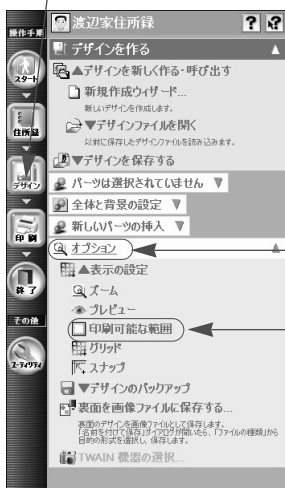 渡辺家住所録
操作手順
デザインを作る
スタート
▲デザインを新しく作る・呼び出す
新規作成ウィザード...
新しいデザインを作成します。
住所録
▼デザインファイルを開く
以前に保存したデザインファイルを読み込みます。
▼デザインを保存する
デザイン
パーツは選択されていません ▼
全体と背景の設定 ▼
新しいパーツの挿入 ▼
印刷
オプション
▲表示の設定
ズーム
終了
プレビュー
その他
印刷可能な範囲
グリッド
スナップ
ユーティリティ
▼デザインのバックアップ
裏面を画像ファイルに保存する...
裏面のデザインを画像ファイルとして保存します。
「名前を付けて保存」ダイアログが開いたら、「ファイルの種類」から
目的の形式を選択し、保存します。
TWAIN 機器の選択...